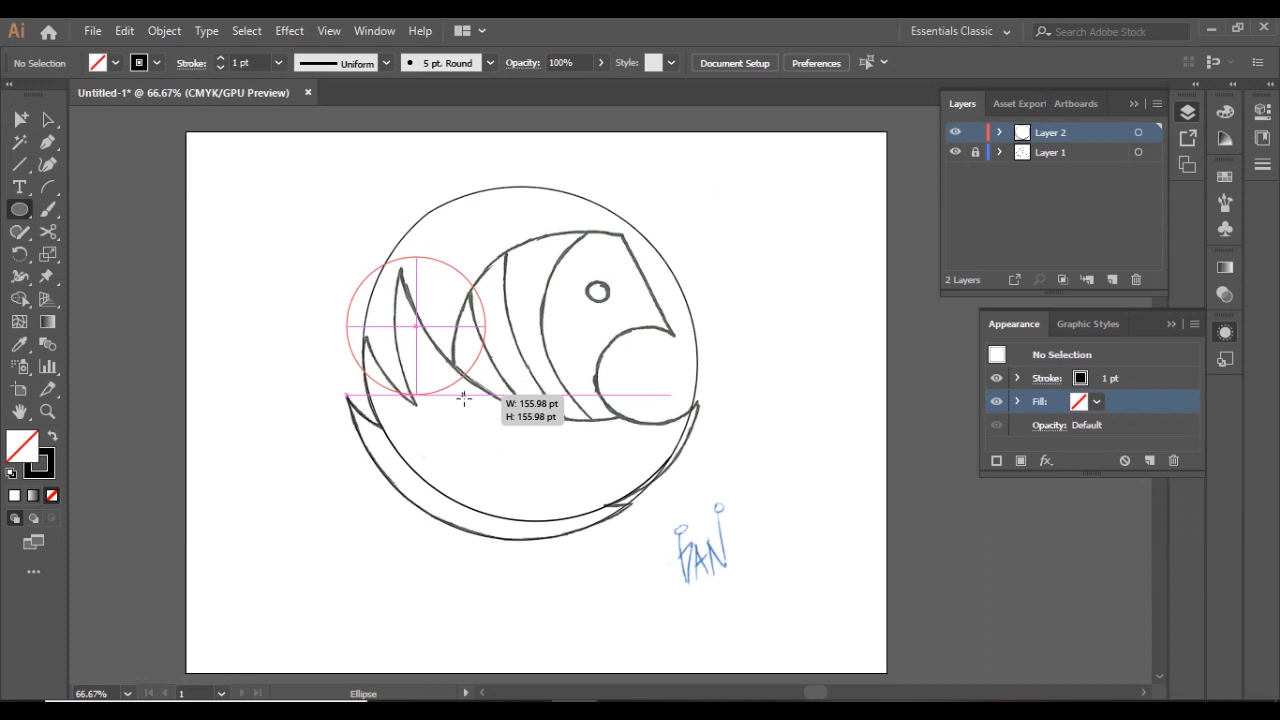 Ai File Edit Object Type Select Effect View Window Help Essentials Classic Search Adobe Stock
No Selection Stroke: 1 pt Uniform 5 pt. Round Opacity: 100% Style: Document Setup Preferences
Untitled-1* @ 66.67% (CMYK/GPU Preview) ×
Layers Asset Export Artboards
Layer 2
Layer 1
2 Layers
Appearance Graphic Styles
No Selection
Stroke: 1 pt
Fill:
Opacity: Default
W: 155.98 pt
H: 155.98 pt
66.67% 1 Ellipse